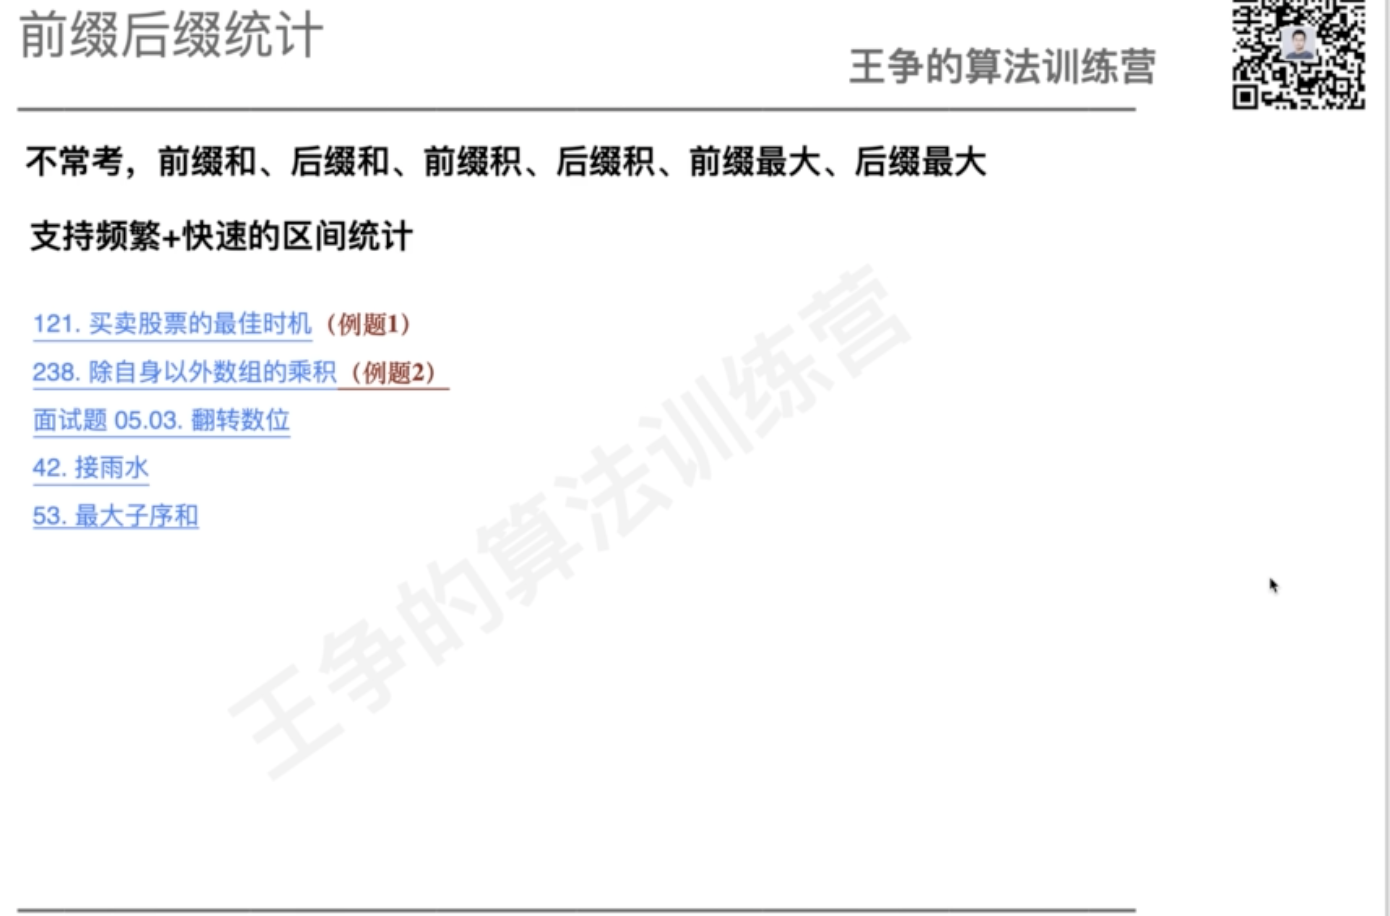 前缀后缀统计
王争的算法训练营
不常考，前缀和、后缀和、前缀积、后缀积、前缀最大、后缀最大
支持频繁+快速的区间统计
121. 买卖股票的最佳时机（例题1）
238. 除自身以外数组的乘积（例题2）
面试题 05.03. 翻转数位
42. 接雨水
53. 最大子序和
王争的算法训练营